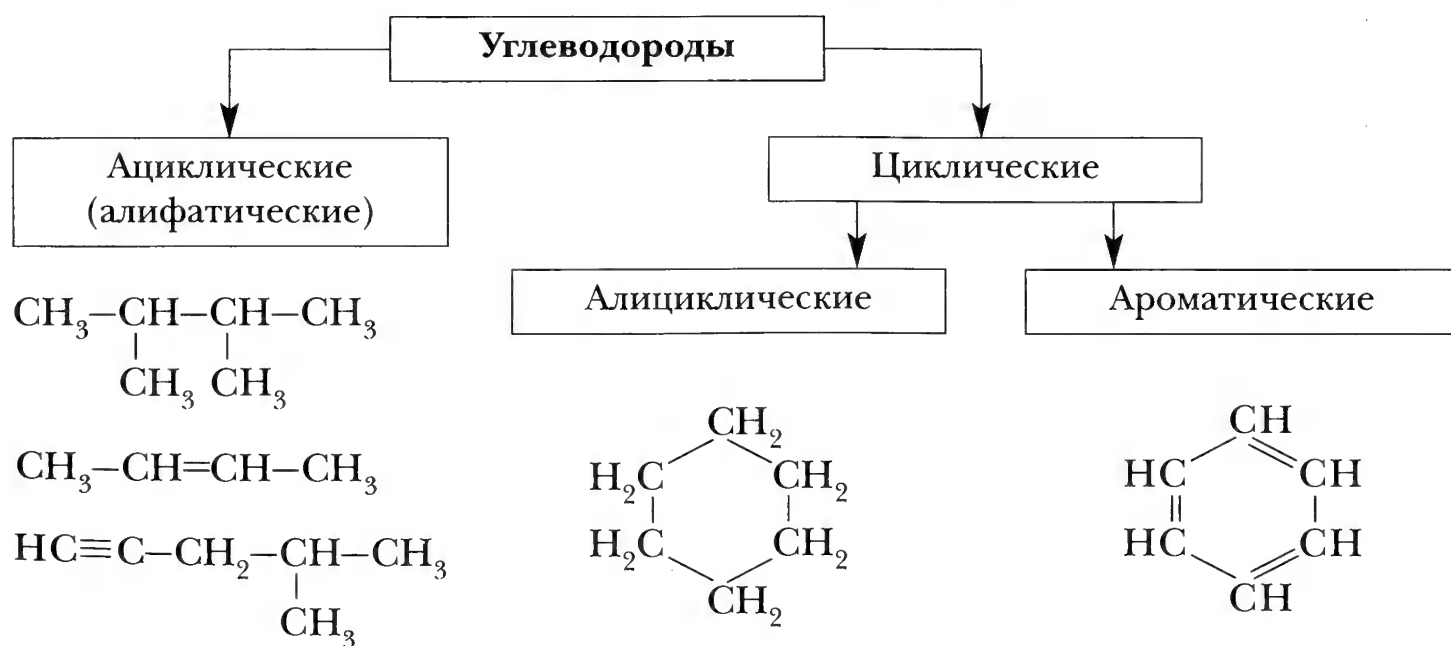 Углеводороды
Ациклические
(алифатические)
Циклические
Алициклические
Ароматические
CH₃–CH–CH–CH₃
CH₃ CH₃
CH₃–CH=CH–CH₃
HC≡C–CH₂–CH–CH₃
CH₃
CH₂
H₂C CH₂
H₂C CH₂
CH₂
CH
HC CH
HC CH
CH